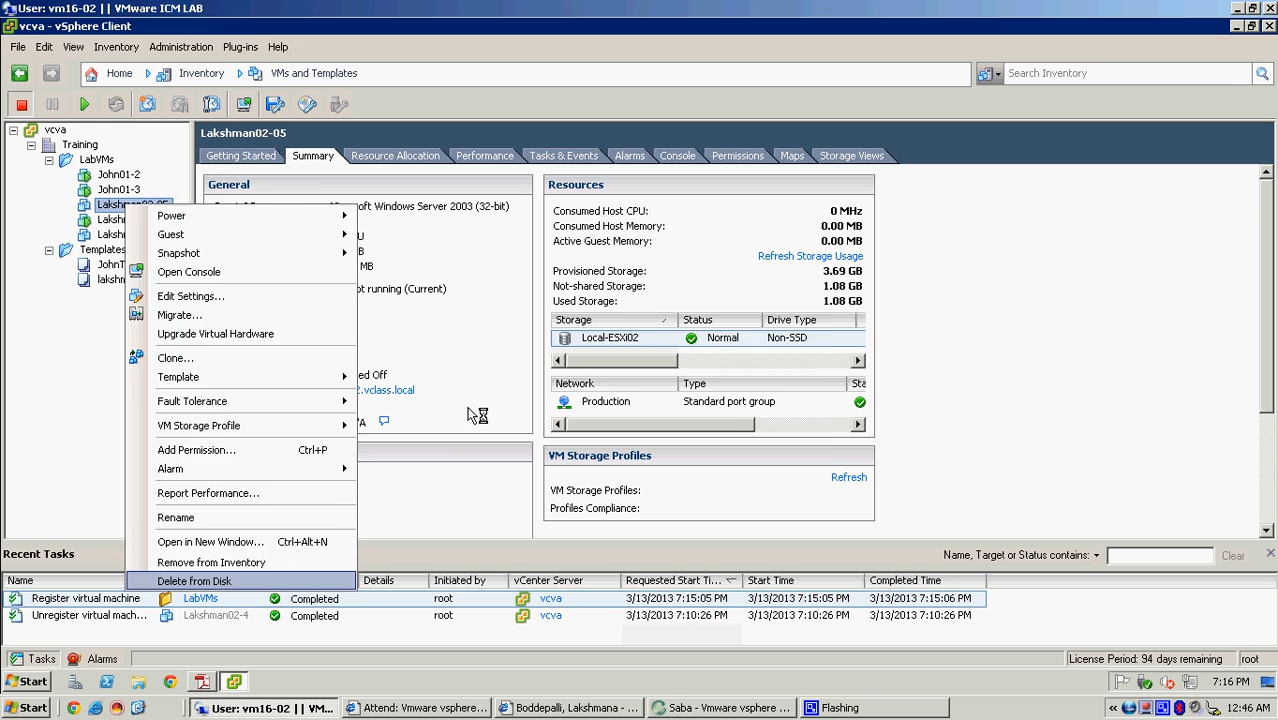 User: vm16-02 || VMware ICM LAB
vcva - vSphere Client
File Edit View Inventory Administration Plug-ins Help
Home Inventory VMs and Templates Search Inventory
vcva
Training
LabVMs
John01-2
John01-3
Lakshman02-05
Laksh
Laksh
Templates
JohnT
lakshm
Lakshman02-05
Getting Started Summary Resource Allocation Performance Tasks & Events Alarms Console Permissions Maps Storage Views
General
soft Windows Server 2003 (32-bit)
U
B
MB
ot running (Current)
ed Off
2.vclass.local
/A
Power
Guest
Snapshot
Open Console
Edit Settings...
Migrate...
Upgrade Virtual Hardware
Clone...
Template
Fault Tolerance
VM Storage Profile
Add Permission... Ctrl+P
Alarm
Report Performance...
Rename
Open in New Window... Ctrl+Alt+N
Remove from Inventory
Delete from Disk
Resources
Consumed Host CPU: 0 MHz
Consumed Host Memory: 0.00 MB
Active Guest Memory: 0.00 MB
Refresh Storage Usage
Provisioned Storage: 3.69 GB
Not-shared Storage: 1.08 GB
Used Storage: 1.08 GB
Storage Status Drive Type
Local-ESXi02 Normal Non-SSD
Network Type Sta
Production Standard port group
VM Storage Profiles
Refresh
VM Storage Profiles:
Profiles Compliance:
Recent Tasks Name, Target or Status contains: Clear
Name Details Initiated by vCenter Server Requested Start Ti... Start Time Completed Time
Register virtual machine LabVMs Completed root vcva 3/13/2013 7:15:05 PM 3/13/2013 7:15:05 PM 3/13/2013 7:15:06 PM
Unregister virtual mach... Lakshman02-4 Completed root vcva 3/13/2013 7:10:26 PM 3/13/2013 7:10:26 PM 3/13/2013 7:10:26 PM
Tasks Alarms License Period: 94 days remaining root
Start 7:16 PM
Start User: vm16-02 || VM... Attend: Vmware vsphere... Boddepalli, Lakshmana - ... Saba - Vmware vsphere ... Flashing « 12:46 AM